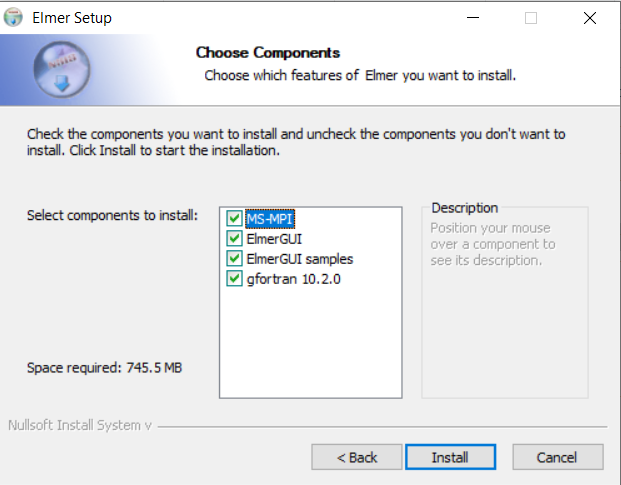 Elmer Setup
Choose Components
Choose which features of Elmer you want to install.
Check the components you want to install and uncheck the components you don't want to
install. Click Install to start the installation.
Select components to install:
MS-MPI
ElmerGUI
ElmerGUI samples
gfortran 10.2.0
Description
Position your mouse
over a component to
see its description.
Space required: 745.5 MB
Nullsoft Install System v
< Back
Install
Cancel